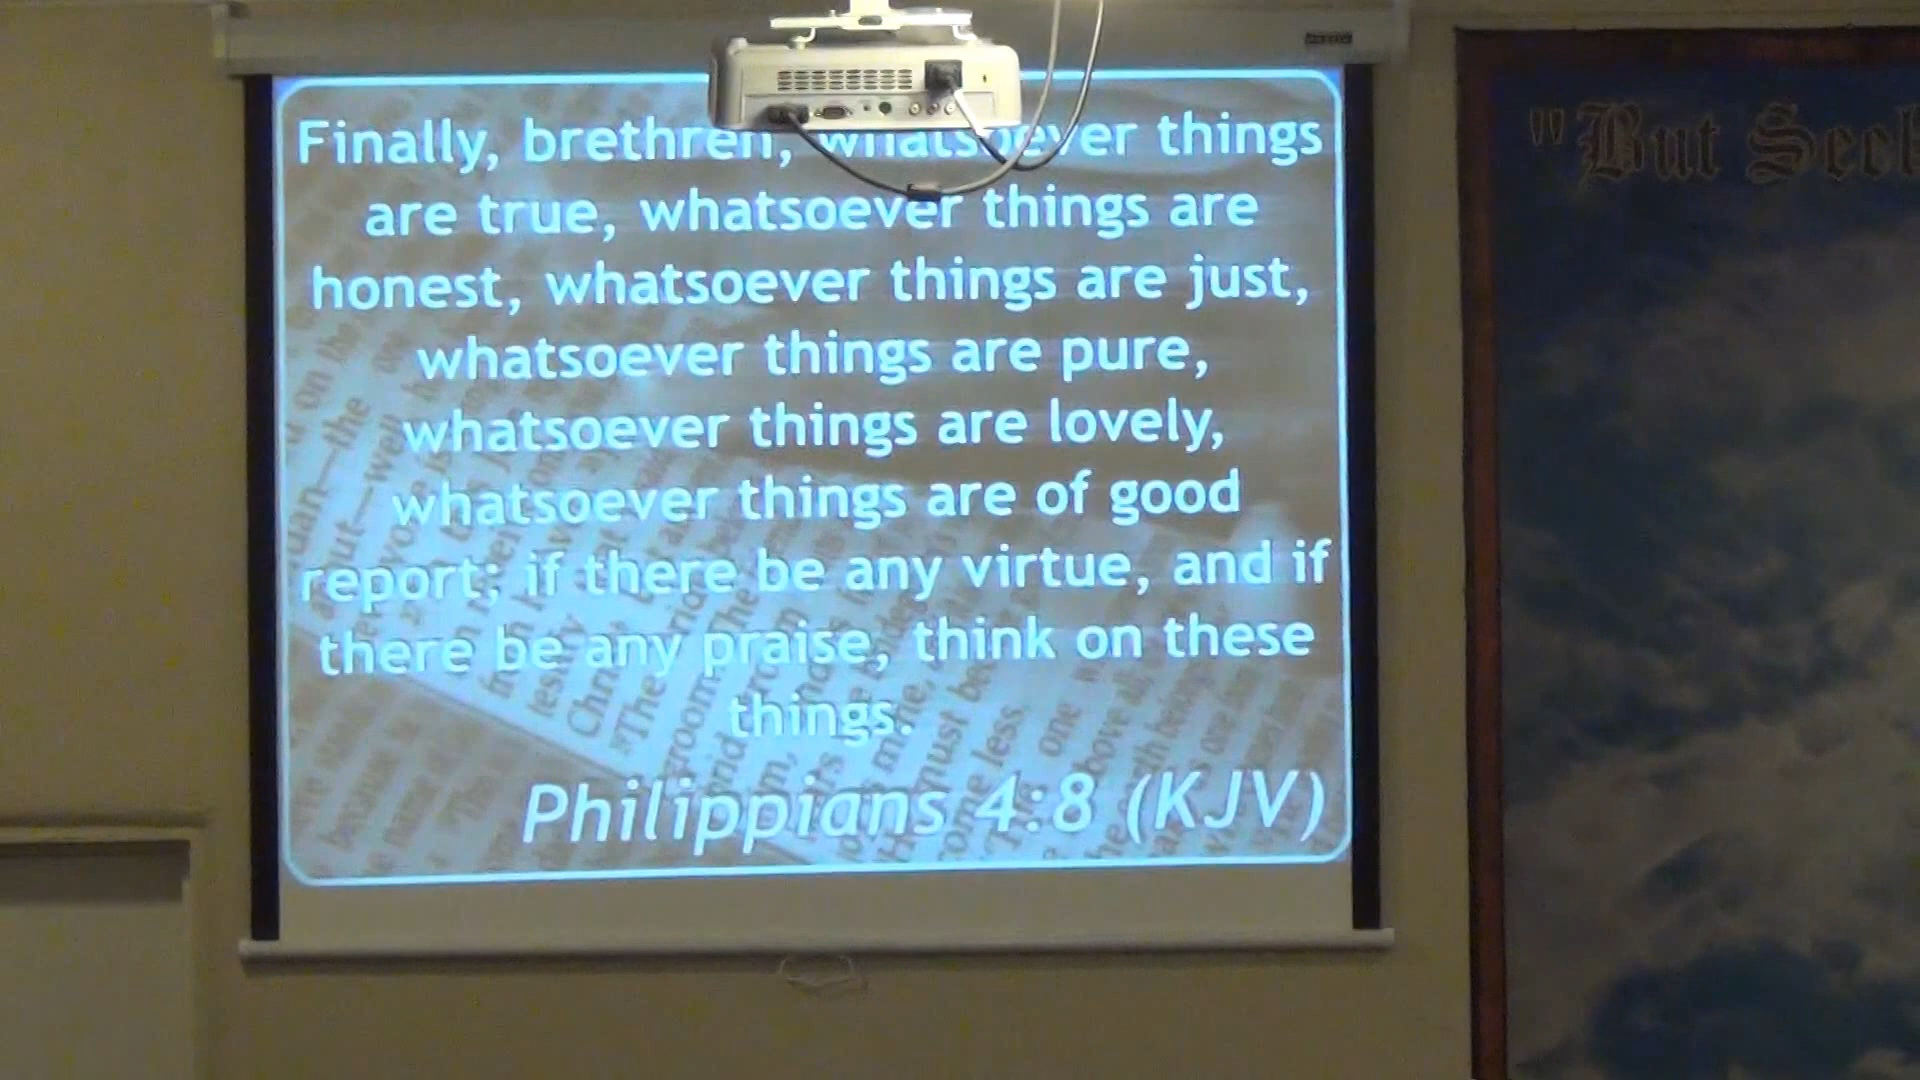 Finally, brethren, whatsoever things
are true, whatsoever things are
honest, whatsoever things are just,
whatsoever things are pure,
whatsoever things are lovely,
whatsoever things are of good
report; if there be any virtue, and if
there be any praise, think on these
things.
Philippians 4:8 (KJV)
"But Seek